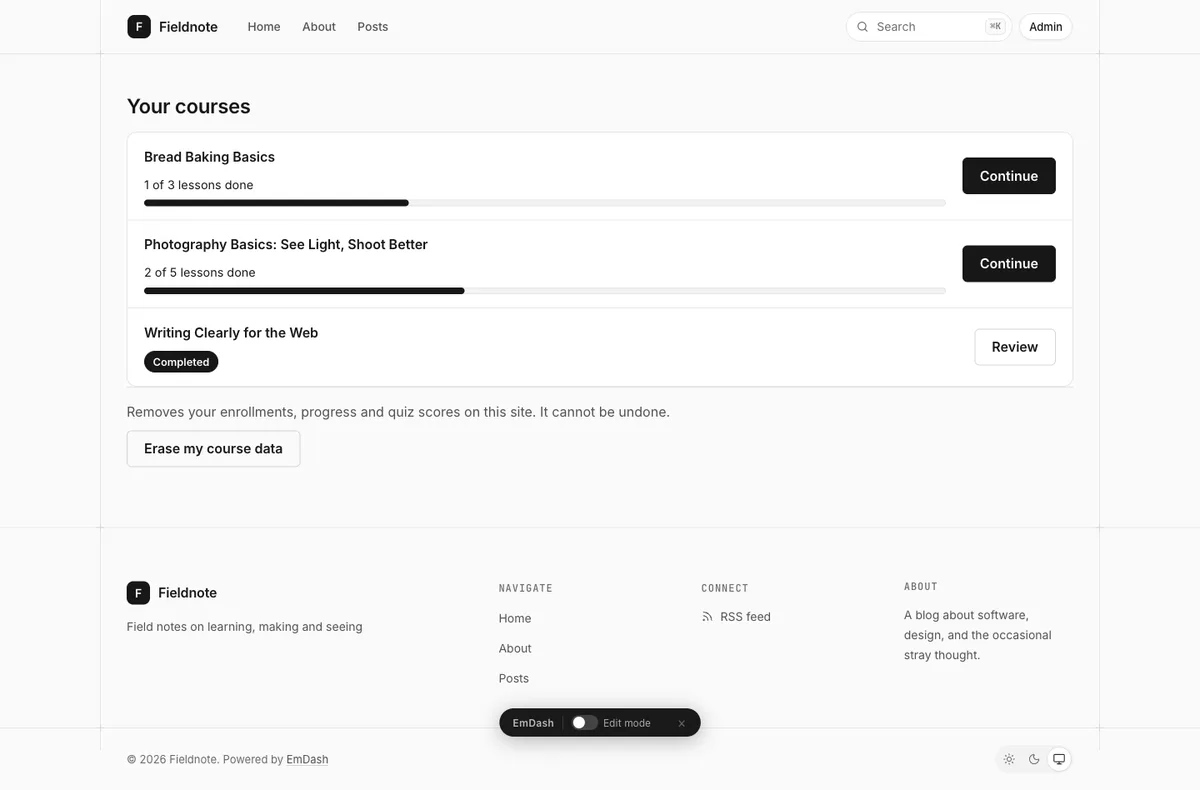 F Fieldnote Home About Posts Search ⌘K Admin
Your courses
Bread Baking Basics
1 of 3 lessons done
Continue
Photography Basics: See Light, Shoot Better
2 of 5 lessons done
Continue
Writing Clearly for the Web
Completed
Review
Removes your enrollments, progress and quiz scores on this site. It cannot be undone.
Erase my course data
F Fieldnote
Field notes on learning, making and seeing
NAVIGATE
Home
About
Posts
CONNECT
RSS feed
ABOUT
A blog about software,
design, and the occasional
stray thought.
EmDash Edit mode ×
© 2026 Fieldnote. Powered by EmDash